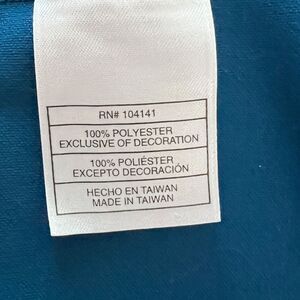 RN# 104141
100% POLYESTER
EXCLUSIVE OF DECORATION
100% POLIÉSTER
EXCEPTO DECORACIÓN
HECHO EN TAIWAN
MADE IN TAIWAN